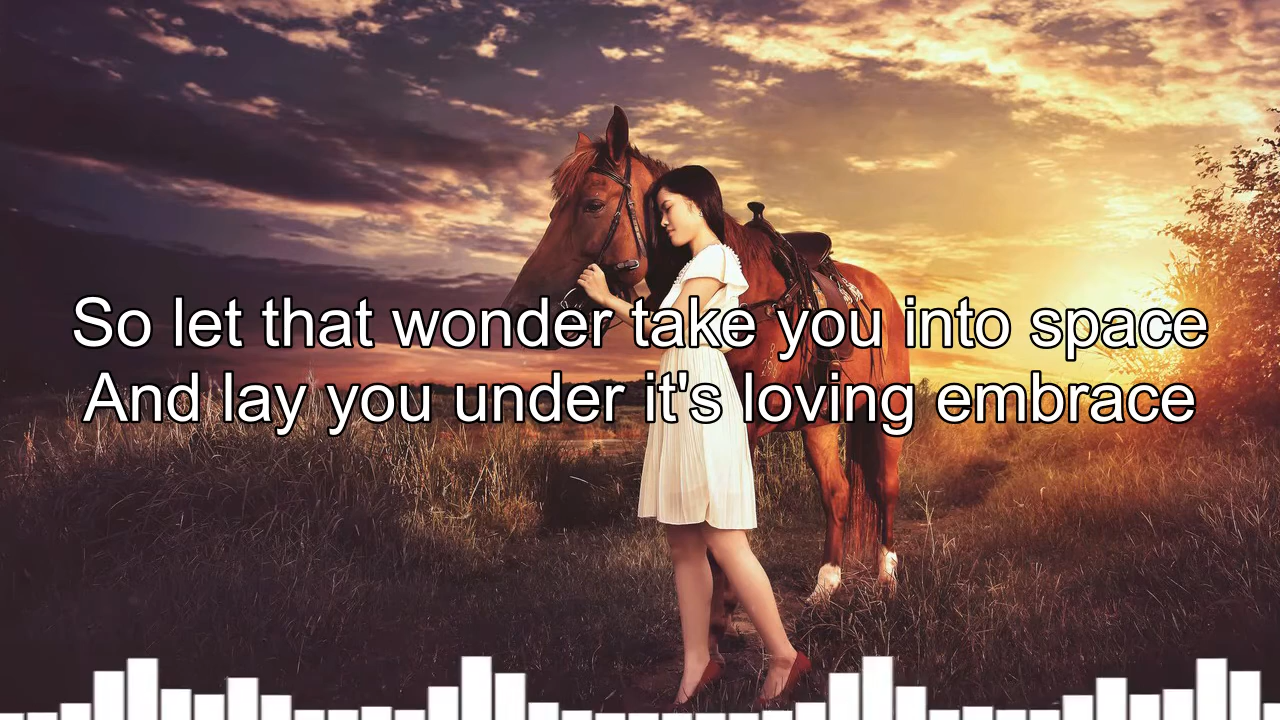 So let that wonder take you into space
And lay you under it's loving embrace